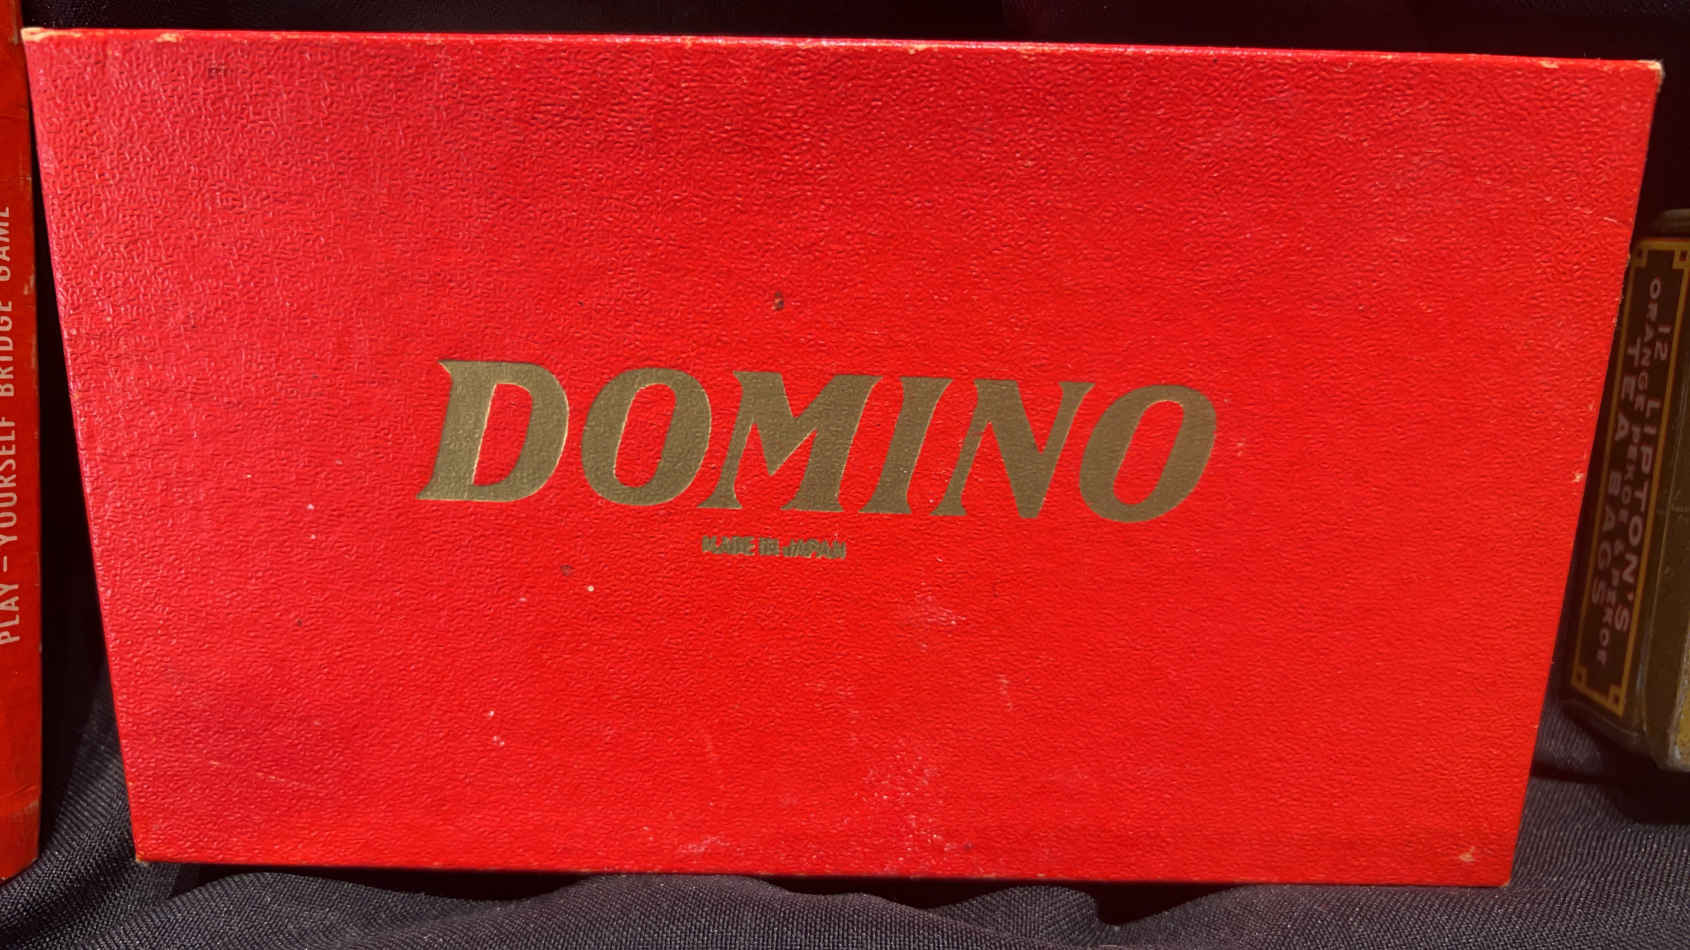 PLAY-YOURSELF BRIDGE GAME
DOMINO
MADE IN JAPAN
12 LIPTON'S
ORANGE PEKOE & PEKOE
TEA BAGS